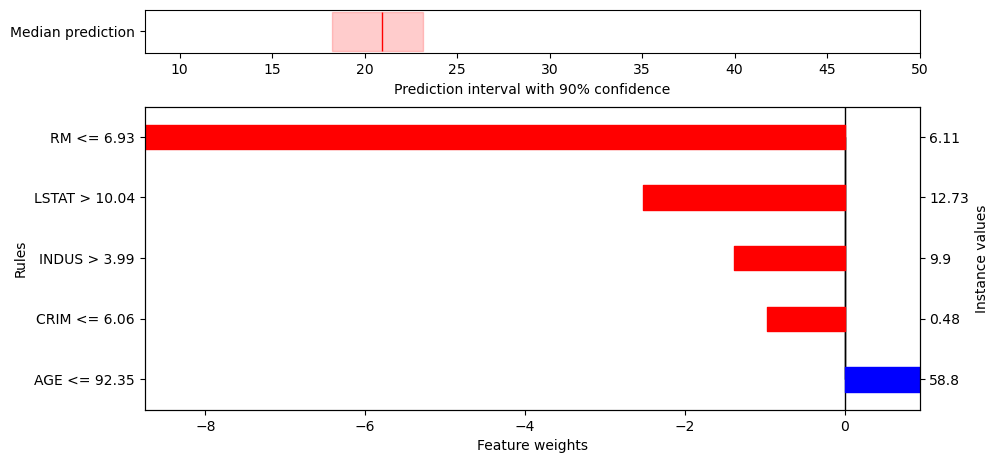 Median prediction
10 15 20 25 30 35 40 45 50
Prediction interval with 90% confidence
Rules
RM <= 6.93 6.11
LSTAT > 10.04 12.73
INDUS > 3.99 9.9
CRIM <= 6.06 0.48
AGE <= 92.35 58.8
Instance values
−8 −6 −4 −2 0
Feature weights